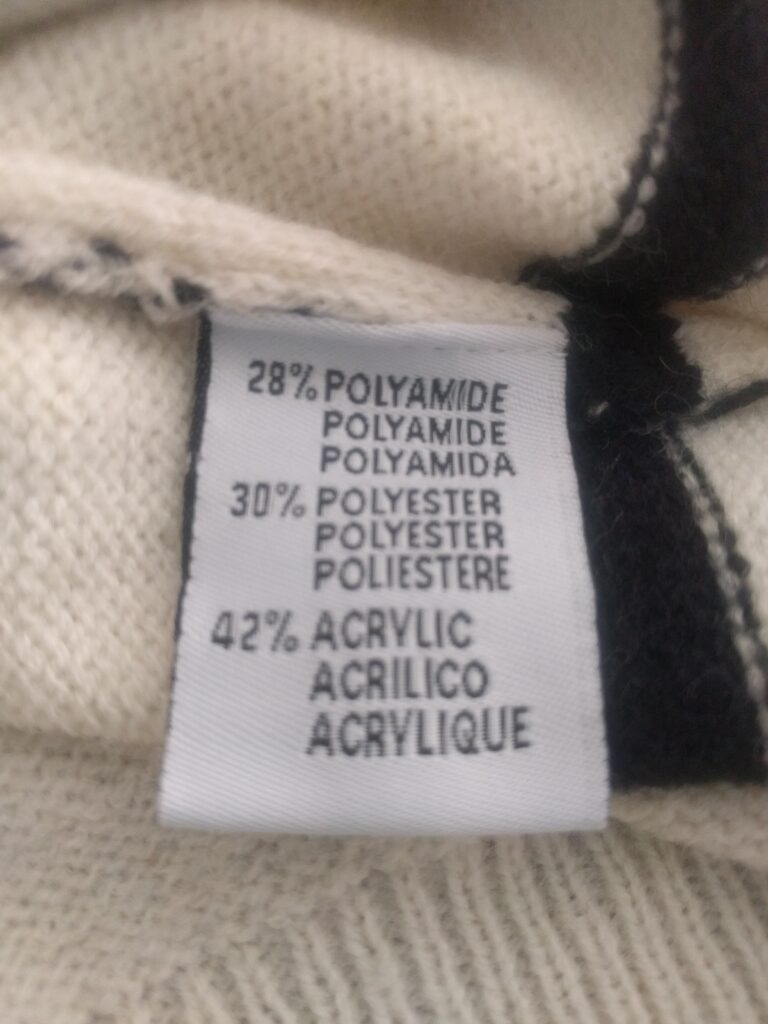 28% POLYAMIDE
POLYAMIDE
POLYAMIDA
30% POLYESTER
POLYESTER
POLIESTERE
42% ACRYLIC
ACRILICO
ACRYLIQUE